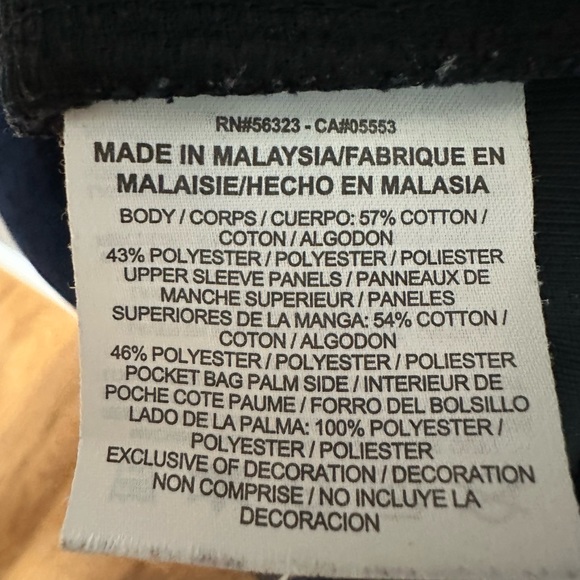 RN#56323 - CA#05553
MADE IN MALAYSIA/FABRIQUE EN
MALAISIE/HECHO EN MALASIA
BODY / CORPS / CUERPO: 57% COTTON /
COTON / ALGODON
43% POLYESTER / POLYESTER / POLIESTER
UPPER SLEEVE PANELS / PANNEAUX DE
MANCHE SUPERIEUR / PANELES
SUPERIORES DE LA MANGA: 54% COTTON /
COTON / ALGODON
46% POLYESTER / POLYESTER / POLIESTER
POCKET BAG PALM SIDE / INTERIEUR DE
POCHE COTE PAUME / FORRO DEL BOLSILLO
LADO DE LA PALMA: 100% POLYESTER /
POLYESTER / POLIESTER
EXCLUSIVE OF DECORATION / DECORATION
NON COMPRISE / NO INCLUYE LA
DECORACION